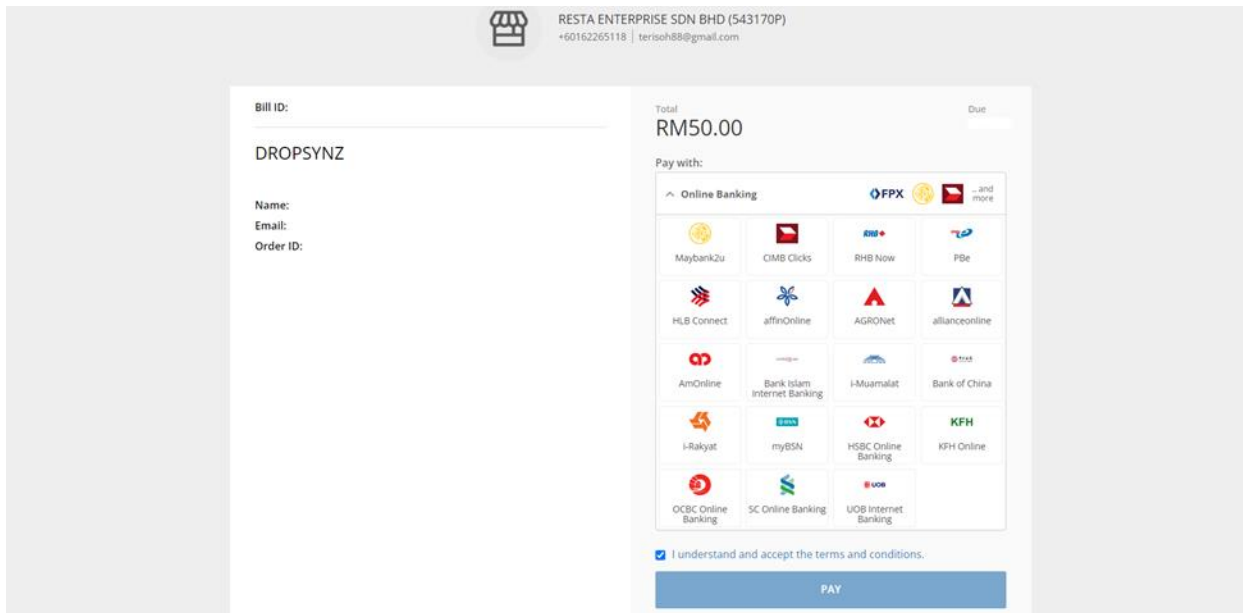 RESTA ENTERPRISE SDN BHD (543170P)
+60162265118 | terisoh88@gmail.com
Bill ID:
DROPSYNZ
Name:
Email:
Order ID:
Total
Due
RM50.00
Pay with:
Online Banking
FPX
... and
more
Maybank2u
CIMB Clicks
RHB
RHB Now
PBe
HLB Connect
affinOnline
AGRONet
allianceonline
AmOnline
Bank Islam
Internet Banking
i-Muamalat
Bank of China
i-Rakyat
BSN
myBSN
HSBC Online
Banking
KFH
KFH Online
OCBC Online
Banking
SC Online Banking
UOB
UOB Internet
Banking
I understand and accept the terms and conditions.
PAY